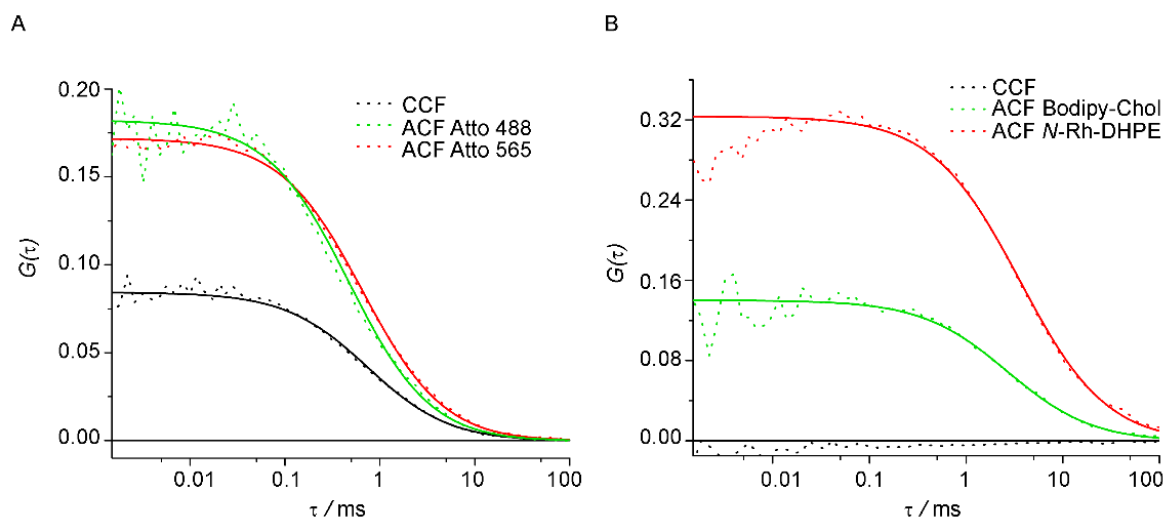 A
0.20
0.15
0.10
0.05
0.00
G(τ)
CCF
ACF Atto 488
ACF Atto 565
0.01
0.1
1
10
100
τ / ms
B
0.32
0.24
0.16
0.08
0.00
G(τ)
CCF
ACF Bodipy-Chol
ACF N-Rh-DHPE
0.01
0.1
1
10
100
τ / ms